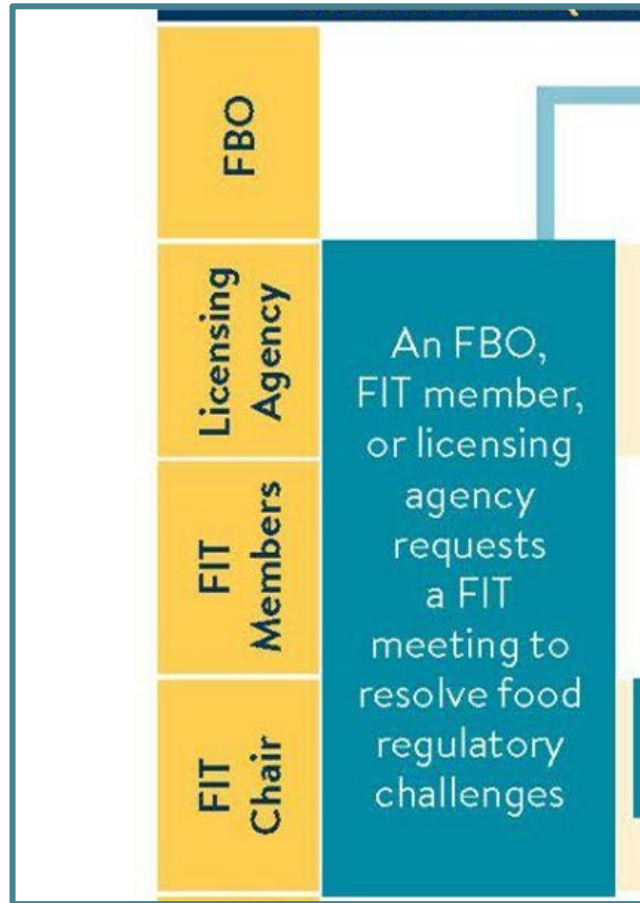 FBO
Licensing
Agency
FIT
Members
FIT
Chair
An FBO,
FIT member,
or licensing
agency
requests
a FIT
meeting to
resolve food
regulatory
challenges